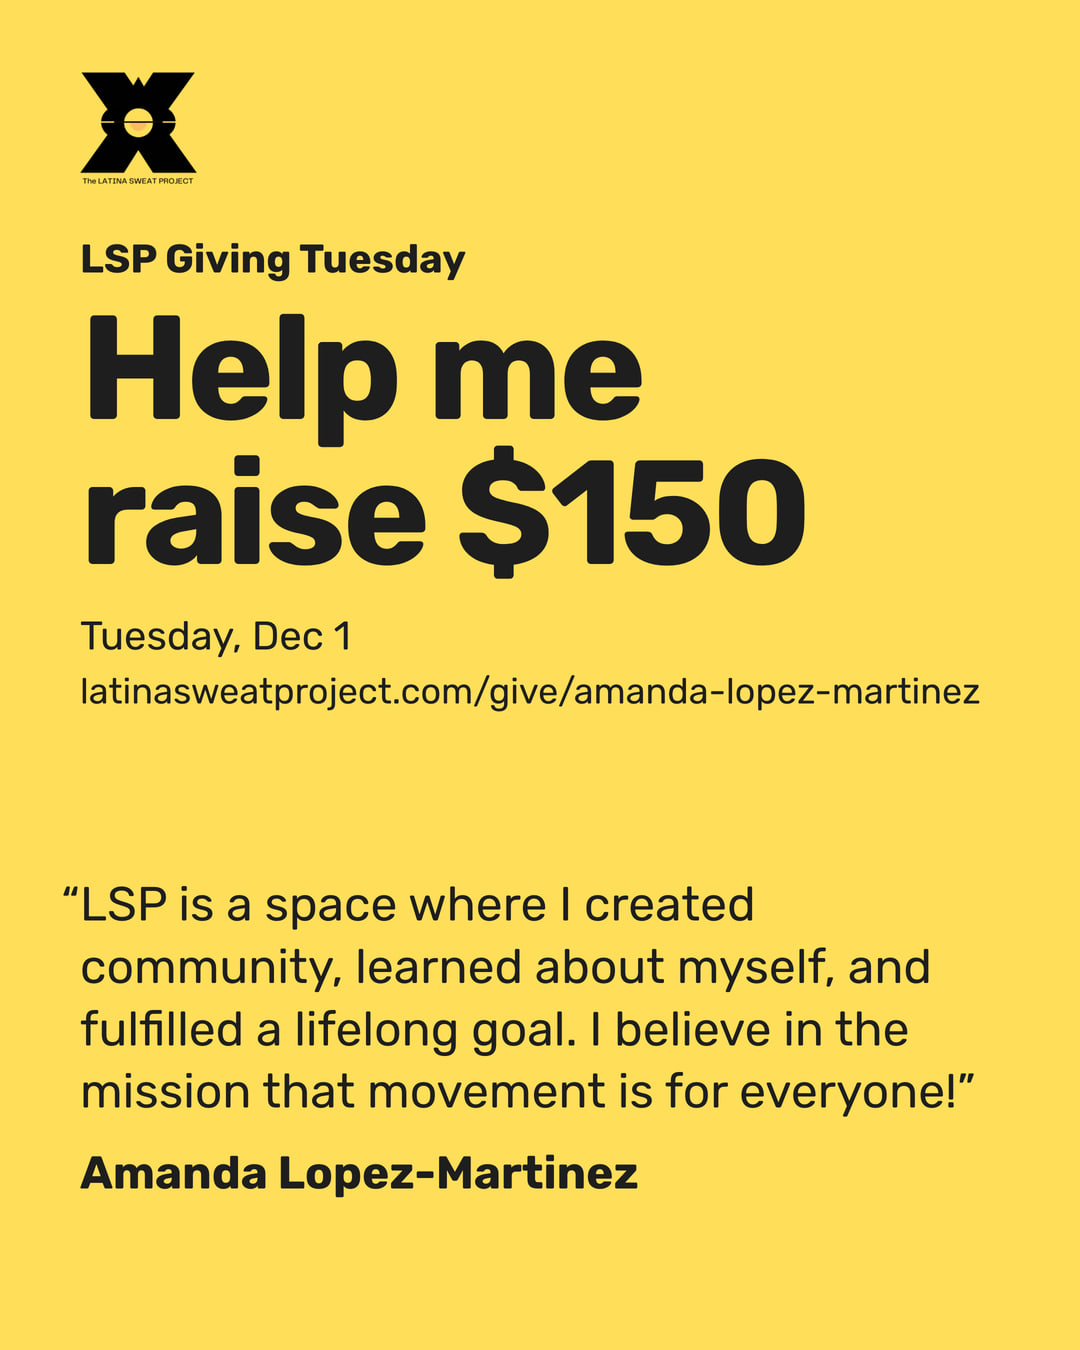 The LATINA SWEAT PROJECT
LSP Giving Tuesday
Help me
raise $150
Tuesday, Dec 1
latinasweatproject.com/give/amanda-lopez-martinez
“LSP is a space where I created
community, learned about myself, and
fulfilled a lifelong goal. I believe in the
mission that movement is for everyone!”
Amanda Lopez-Martinez